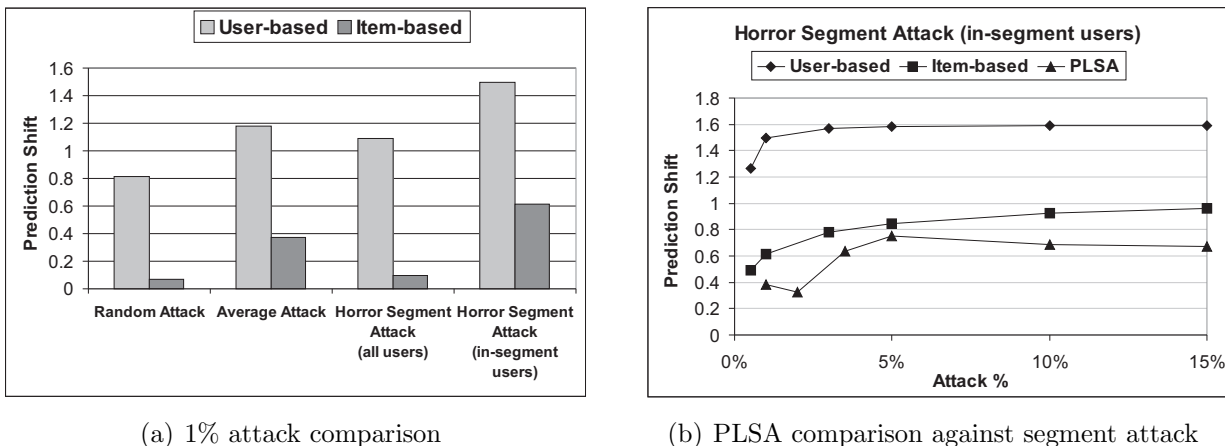 User-based Item-based
Prediction Shift
1.6
1.4
1.2
1
0.8
0.6
0.4
0.2
0
Random Attack Average Attack Horror Segment Horror Segment
Attack Attack
(all users) (in-segment
users)
(a) 1% attack comparison
Horror Segment Attack (in-segment users)
User-based Item-based PLSA
Prediction Shift
1.8
1.6
1.4
1.2
1
0.8
0.6
0.4
0.2
0
0% 5% 10% 15%
Attack %
(b) PLSA comparison against segment attack